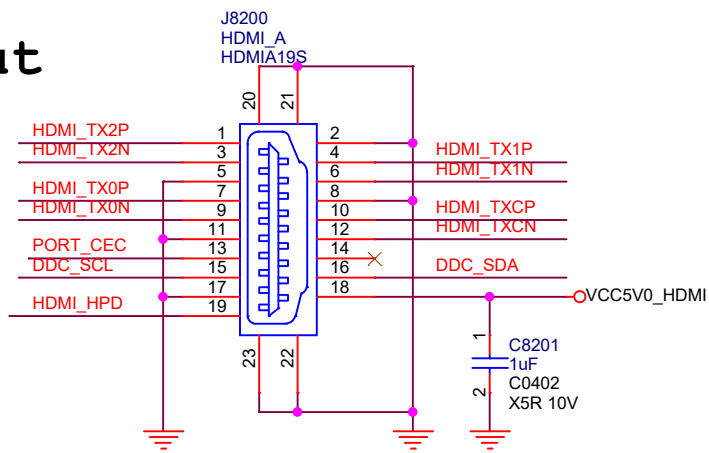 ut
J8200
HDMI_A
HDMIA19S
20 21
HDMI_TX2P 1 2
HDMI_TX2N 3 4 HDMI_TX1P
5 6 HDMI_TX1N
HDMI_TX0P 7 8
HDMI_TX0N 9 10 HDMI_TXCP
11 12 HDMI_TXCN
PORT_CEC 13 14
DDC_SCL 15 16 DDC_SDA
17 18 VCC5V0_HDMI
HDMI_HPD 19
23 22
1
C8201
1uF
C0402
2 X5R 10V